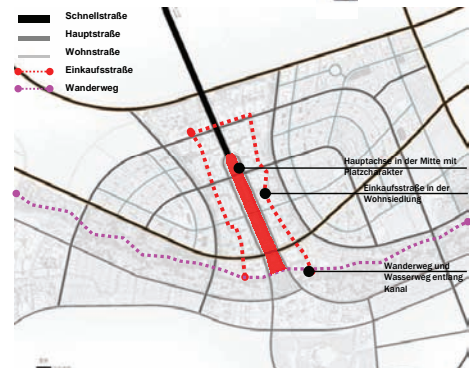 Schnellstraße
Hauptstraße
Wohnstraße
Einkaufsstraße
Wanderweg
Hauptachse in der Mitte mit
Platzcharakter
Einkaufsstraße in der
Wohnsiedlung
Wanderweg und
Wasserweg entlang
Kanal